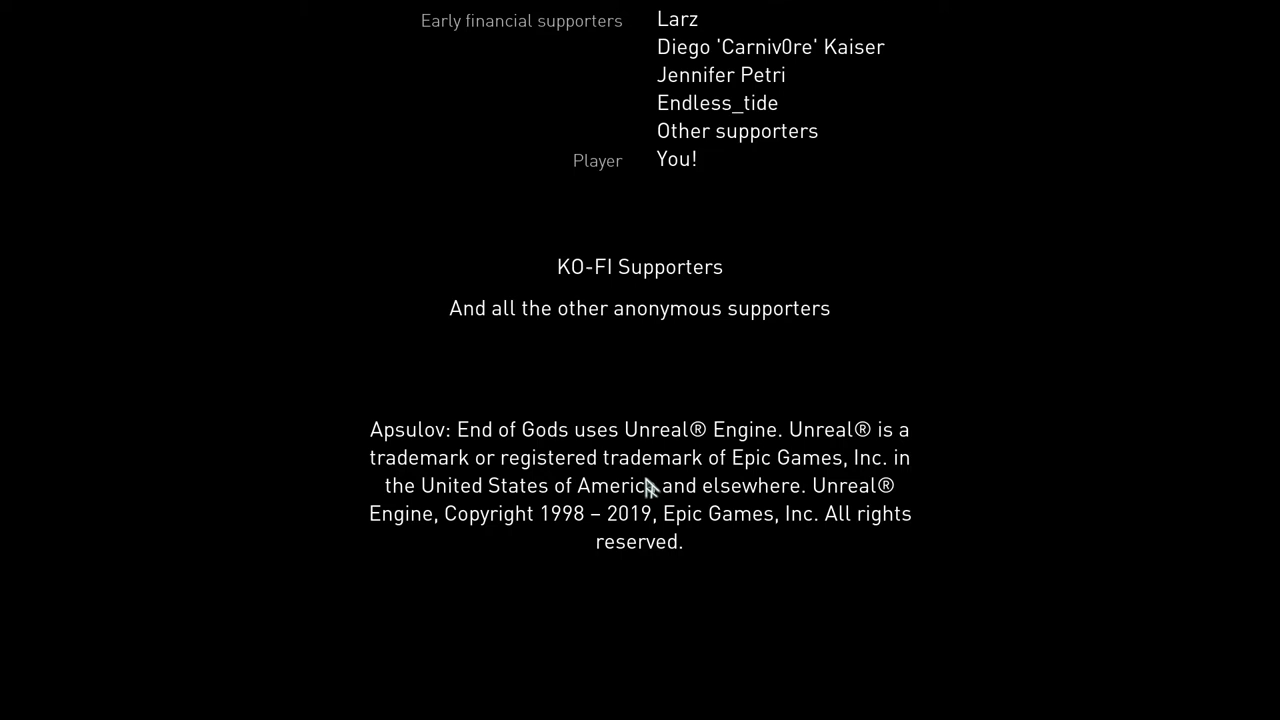 Early financial supporters Larz
Diego 'Carniv0re' Kaiser
Jennifer Petri
Endless_tide
Other supporters
Player You!
KO-FI Supporters
And all the other anonymous supporters
Apsulov: End of Gods uses Unreal® Engine. Unreal® is a
trademark or registered trademark of Epic Games, Inc. in
the United States of America and elsewhere. Unreal®
Engine, Copyright 1998 – 2019, Epic Games, Inc. All rights
reserved.